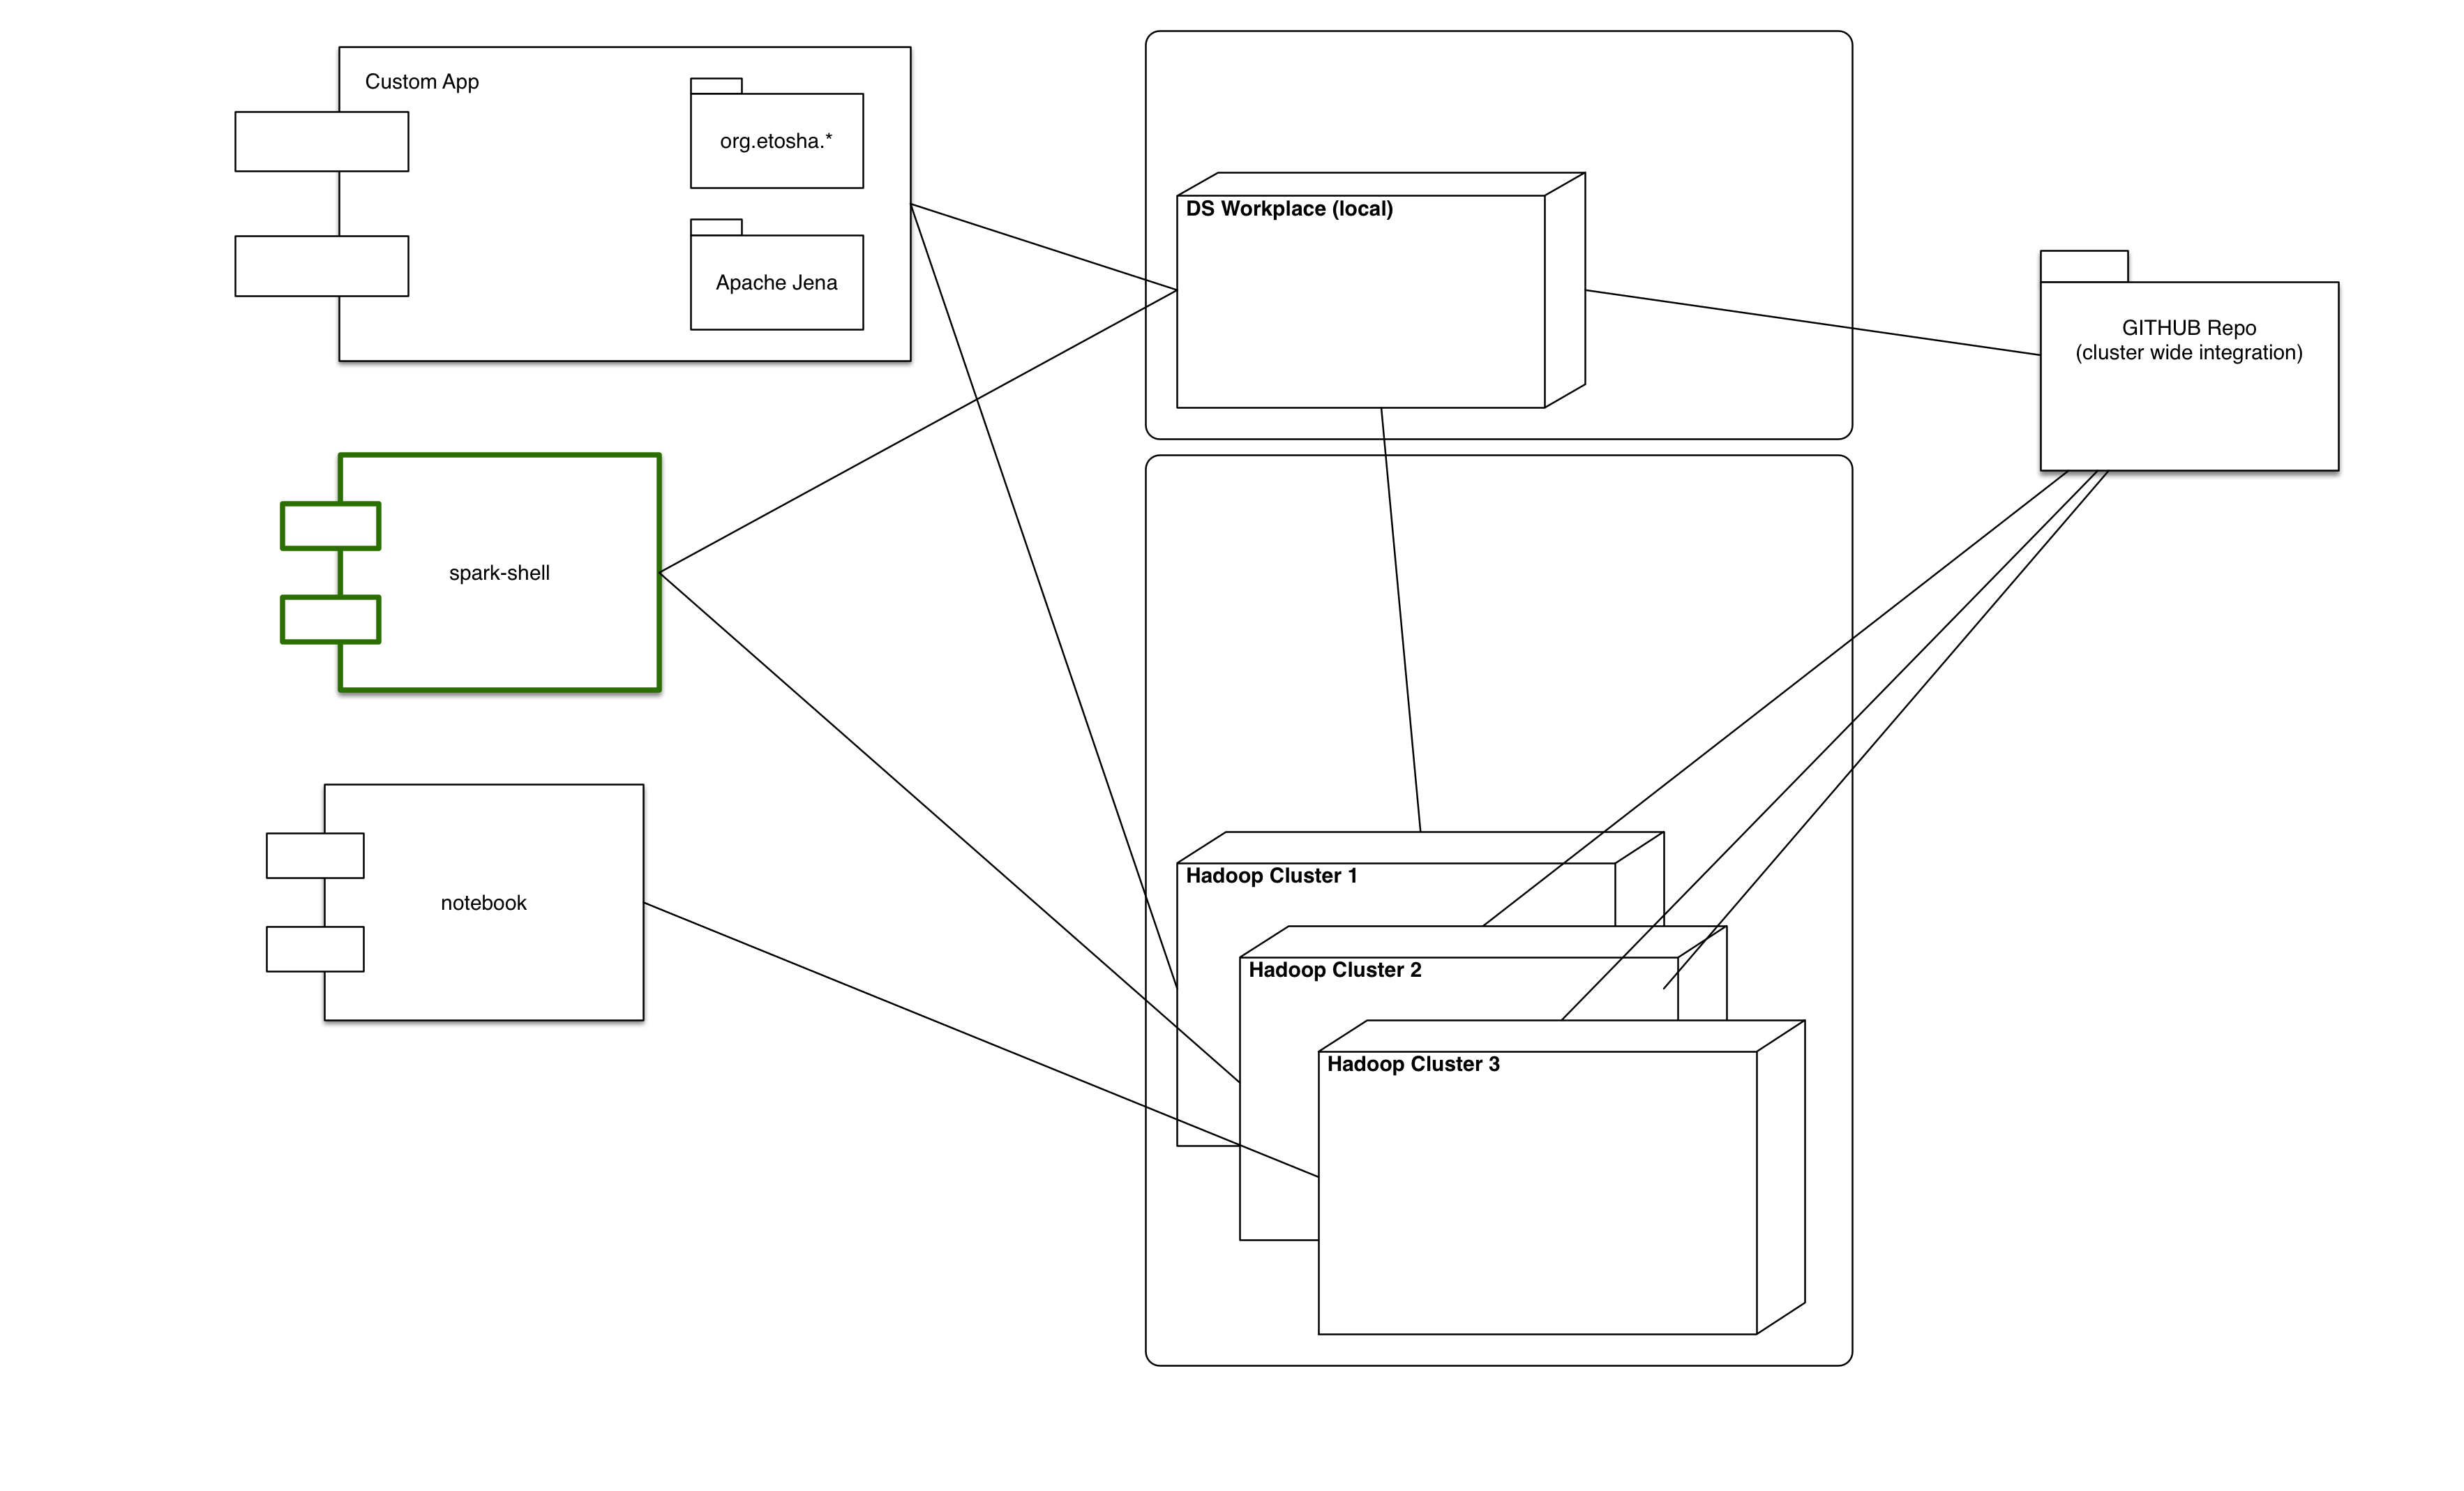 Custom App
org.etosha.*
Apache Jena
spark-shell
notebook
DS Workplace (local)
Hadoop Cluster 1
Hadoop Cluster 2
Hadoop Cluster 3
GITHUB Repo
(cluster wide integration)